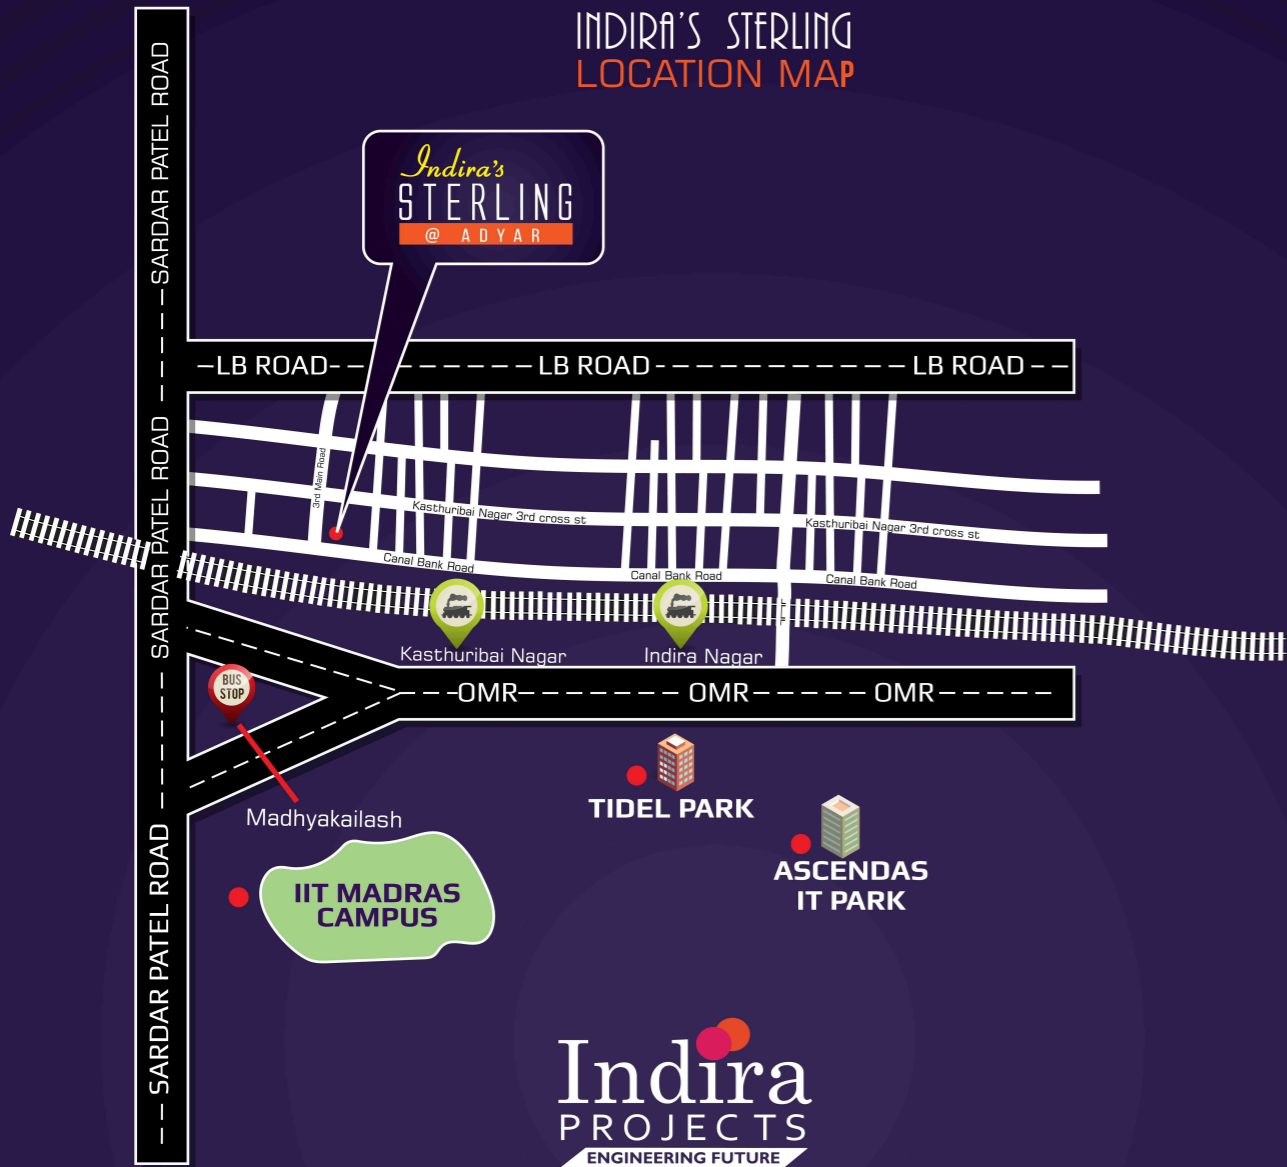 INDIRA'S STERLING
LOCATION MAP
Indira's
STERLING
@ ADYAR
SARDAR PATEL ROAD
SARDAR PATEL ROAD
SARDAR PATEL ROAD
LB ROAD
LB ROAD
LB ROAD
3rd Main Road
Kasthuribai Nagar 3rd cross st
Kasthuribai Nagar 3rd cross st
Canal Bank Road
Canal Bank Road
Canal Bank Road
Kasthuribai Nagar
Indira Nagar
BUS
STOP
OMR
OMR
OMR
Madhyakailash
TIDEL PARK
ASCENDAS
IT PARK
IIT MADRAS
CAMPUS
Indira
PROJECTS
ENGINEERING FUTURE